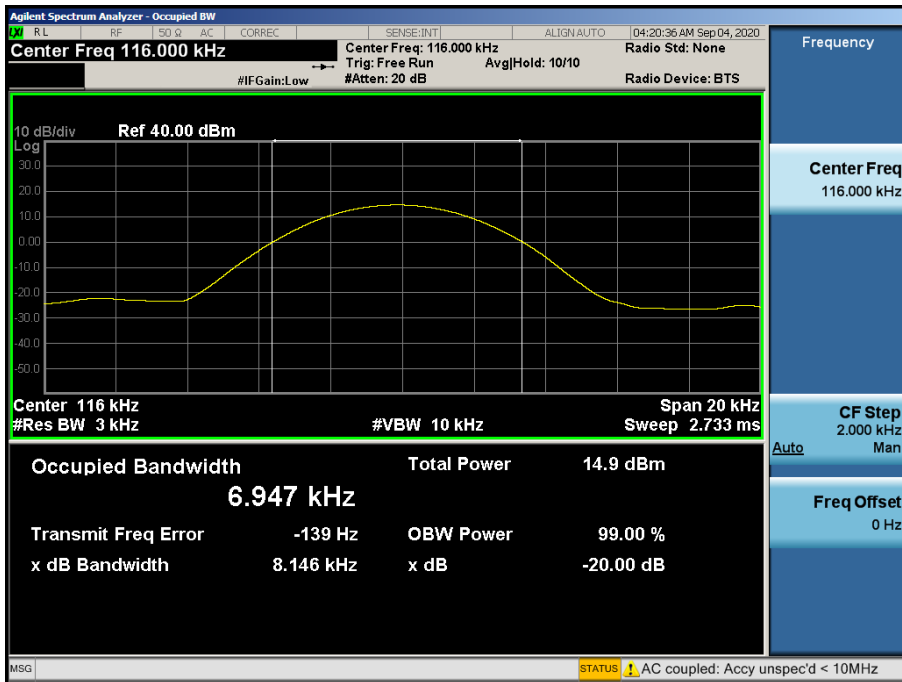 Agilent Spectrum Analyzer - Occupied BW
LXI RL RF 50 Ω AC CORREC SENSE:INT ALIGN AUTO 04:20:36 AM Sep 04, 2020
Center Freq 116.000 kHz Center Freq: 116.000 kHz Radio Std: None Frequency
Trig: Free Run Avg|Hold: 10/10
#IFGain:Low #Atten: 20 dB Radio Device: BTS
10 dB/div Ref 40.00 dBm
Log
30.0
20.0
10.0
0.00
-10.0
-20.0
-30.0
-40.0
-50.0
Center 116 kHz Span 20 kHz
#Res BW 3 kHz #VBW 10 kHz Sweep 2.733 ms
Occupied Bandwidth Total Power 14.9 dBm
6.947 kHz
Transmit Freq Error -139 Hz OBW Power 99.00 %
x dB Bandwidth 8.146 kHz x dB -20.00 dB
Center Freq
116.000 kHz
CF Step
2.000 kHz
Auto Man
Freq Offset
0 Hz
MSG STATUS AC coupled: Accy unspec'd < 10MHz